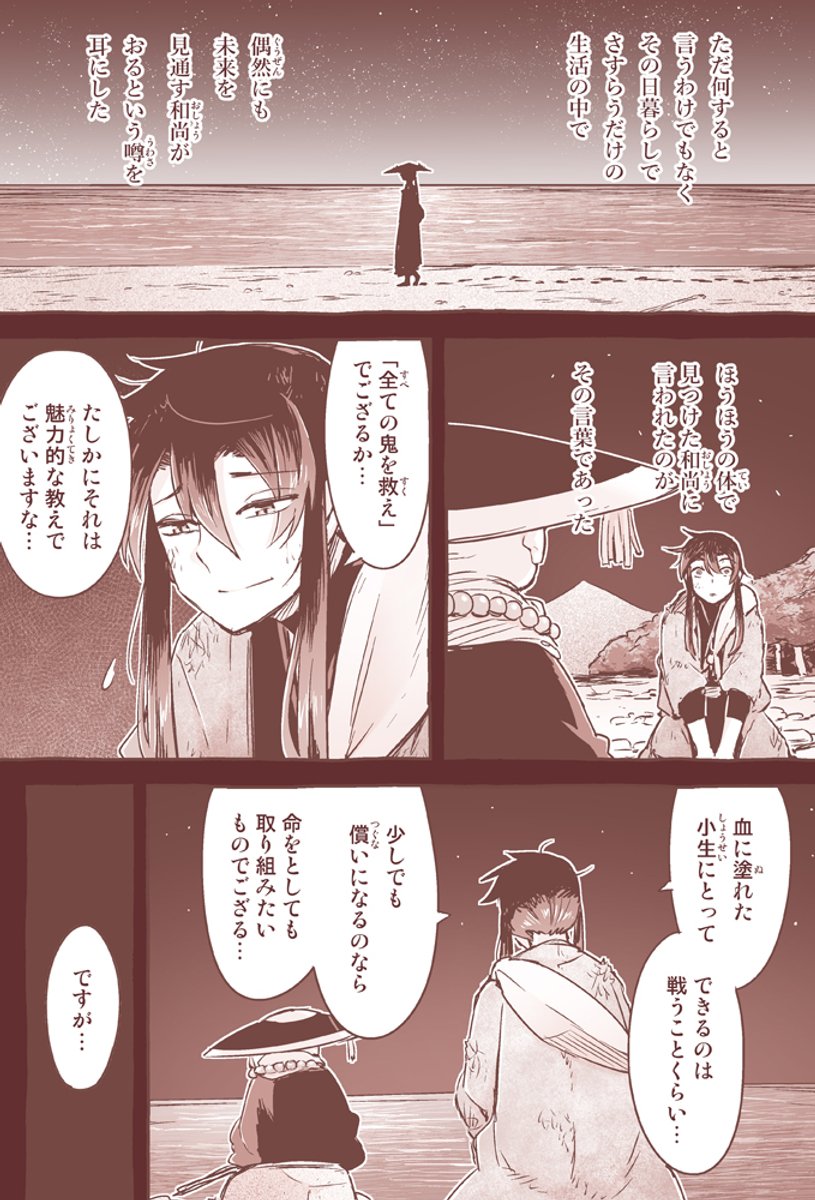 ただ何すると
言うわけでもなく
その日暮らしで
さすらうだけの
生活の中で
偶然にも
未来を
見通す和尚が
おるという噂を
耳にした
ほうほうの体で
見つけた和尚に
言われたのが
その言葉であった
「全ての鬼を救え」
でござるか…
たしかにそれは
魅力的な教えで
ございますな…
血に塗れた
小生にとって
できるのは
戦うことくらい…
少しでも
償いになるのなら
命をとしても
取り組みたい
ものでござる…
ですが…